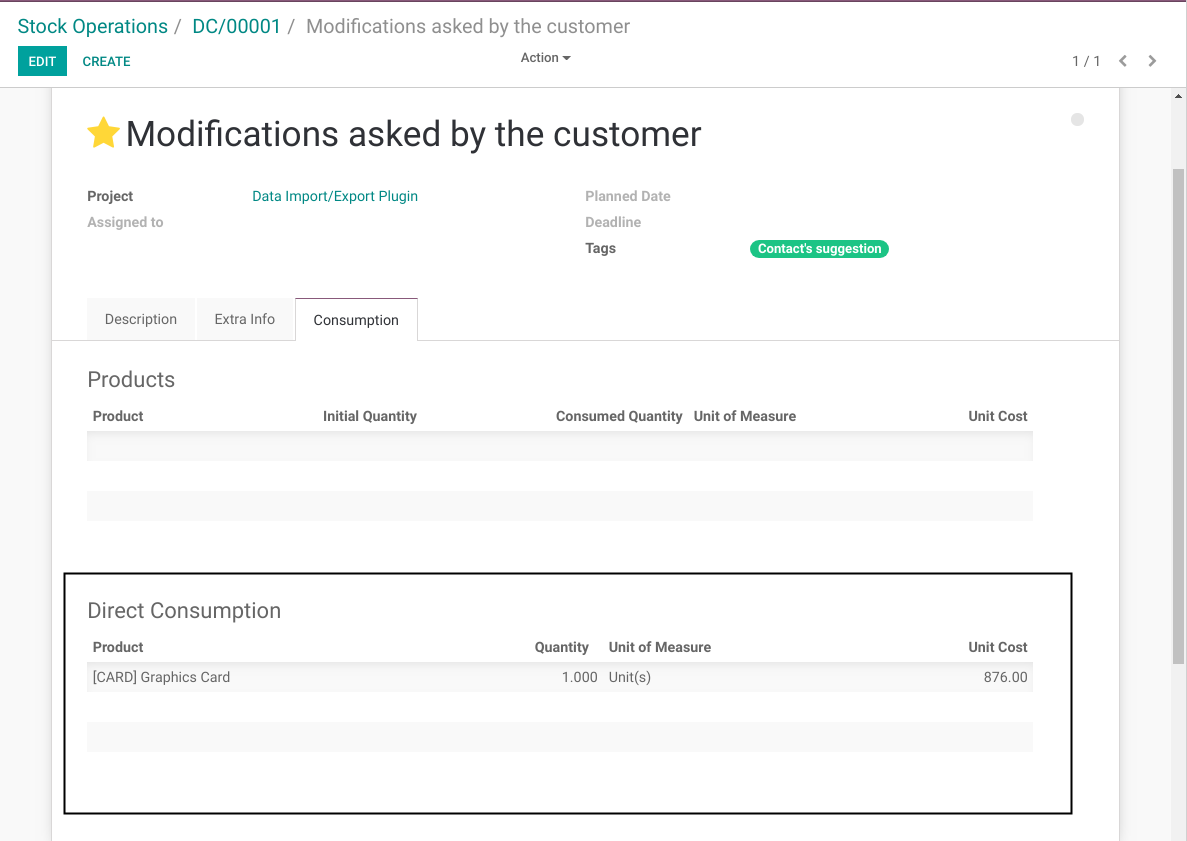 Stock Operations / DC/00001 / Modifications asked by the customer
EDIT CREATE Action 1 / 1
Modifications asked by the customer
Project Data Import/Export Plugin Planned Date
Assigned to Deadline
Tags Contact's suggestion
Description Extra Info Consumption
Products
Product Initial Quantity Consumed Quantity Unit of Measure Unit Cost
Direct Consumption
Product Quantity Unit of Measure Unit Cost
[CARD] Graphics Card 1.000 Unit(s) 876.00